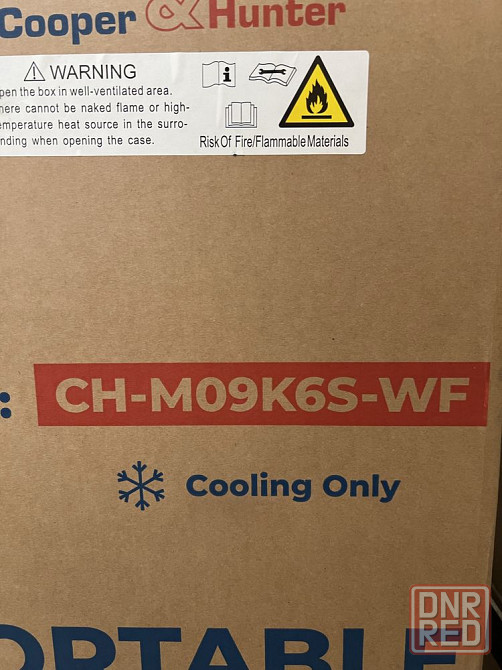 Cooper & Hunter
WARNING
pen the box in well-ventilated area.
here cannot be naked flame or high-
emperature heat source in the surro-
nding when opening the case.
Risk Of Fire/Flammable Materials
: CH-M09K6S-WF
Cooling Only
ORTABLE
DNR
RED